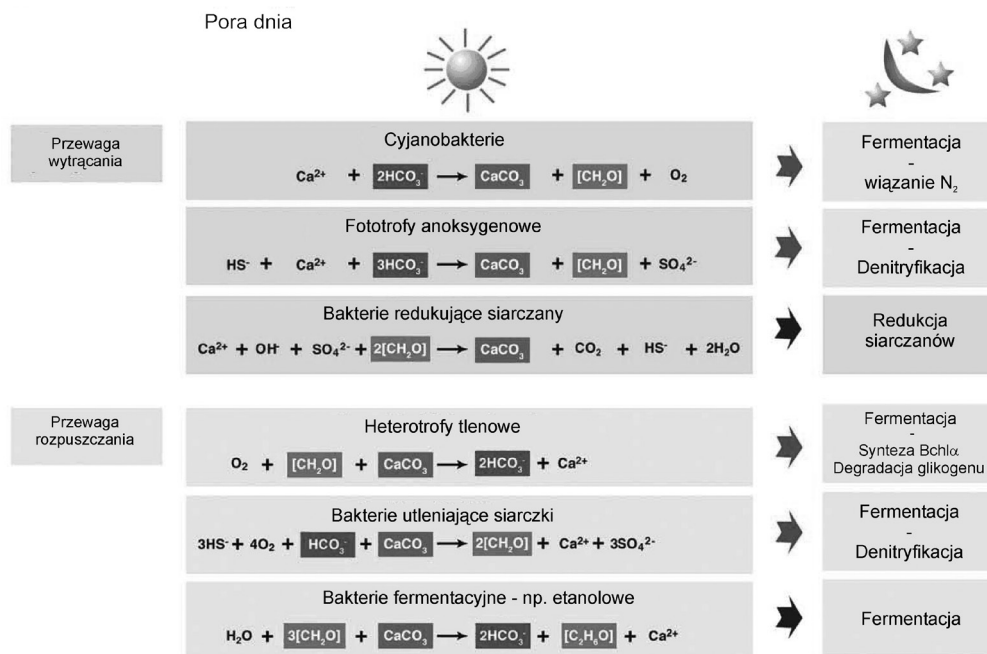 Pora dnia
Przewaga
wytrącania
Cyjanobakterie
Ca²⁺ + 2HCO₃⁻ → CaCO₃ + [CH₂O] + O₂
Fermentacja
-
wiązanie N₂
Fototrofy anoksygenowe
HS⁻ + Ca²⁺ + 3HCO₃⁻ → CaCO₃ + [CH₂O] + SO₄²⁻
Fermentacja
-
Denitryfikacja
Bakterie redukujące siarczany
Ca²⁺ + OH⁻ + SO₄²⁻ + 2[CH₂O] → CaCO₃ + CO₂ + HS⁻ + 2H₂O
Redukcja
siarczanów
Przewaga
rozpuszczania
Heterotrofy tlenowe
O₂ + [CH₂O] + CaCO₃ → 2HCO₃⁻ + Ca²⁺
Fermentacja
-
Synteza Bchlα
Degradacja glikogenu
Bakterie utleniające siarczki
3HS⁻ + 4O₂ + HCO₃⁻ + CaCO₃ → 2[CH₂O] + Ca²⁺ + 3SO₄²⁻
Fermentacja
-
Denitryfikacja
Bakterie fermentacyjne - np. etanolowe
H₂O + 3[CH₂O] + CaCO₃ → 2HCO₃⁻ + [C₂H₆O] + Ca²⁺
Fermentacja